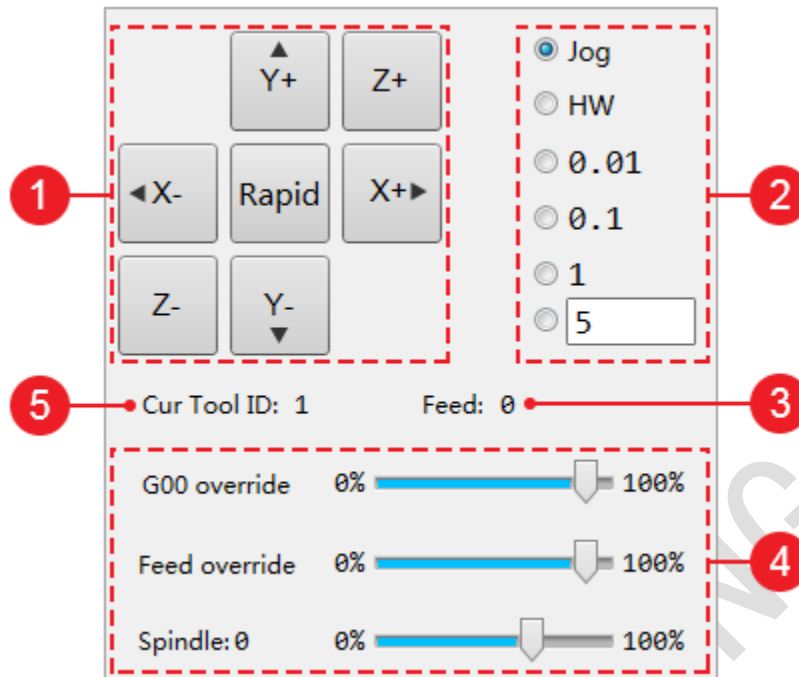 Y+ Z+
X- Rapid X+
Z- Y-
Jog
HW
0.01
0.1
1
5
1
2
5 Cur Tool ID: 1 Feed: 0 3
G00 override 0% 100%
Feed override 0% 100%
Spindle: 0 0% 100%
4
NG